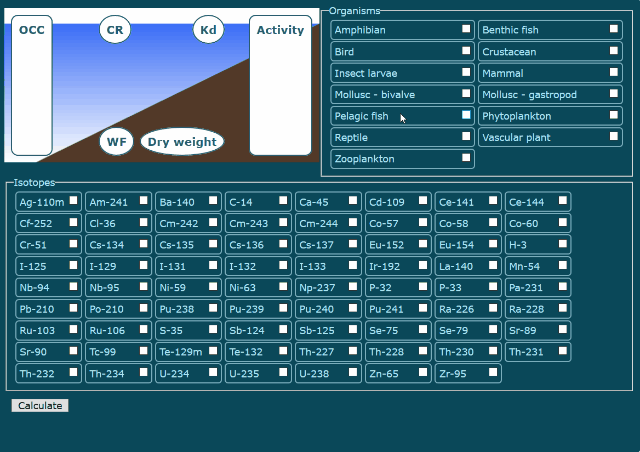 OCC CR Kd Activity
WF Dry weight
Organisms
Amphibian Benthic fish
Bird Crustacean
Insect larvae Mammal
Mollusc - bivalve Mollusc - gastropod
Pelagic fish Phytoplankton
Reptile Vascular plant
Zooplankton
Isotopes
Ag-110m Am-241 Ba-140 C-14 Ca-45 Cd-109 Ce-141 Ce-144
Cf-252 Cl-36 Cm-242 Cm-243 Cm-244 Co-57 Co-58 Co-60
Cr-51 Cs-134 Cs-135 Cs-136 Cs-137 Eu-152 Eu-154 H-3
I-125 I-129 I-131 I-132 I-133 Ir-192 La-140 Mn-54
Nb-94 Nb-95 Ni-59 Ni-63 Np-237 P-32 P-33 Pa-231
Pb-210 Po-210 Pu-238 Pu-239 Pu-240 Pu-241 Ra-226 Ra-228
Ru-103 Ru-106 S-35 Sb-124 Sb-125 Se-75 Se-79 Sr-89
Sr-90 Tc-99 Te-129m Te-132 Th-227 Th-228 Th-230 Th-231
Th-232 Th-234 U-234 U-235 U-238 Zn-65 Zr-95
Calculate